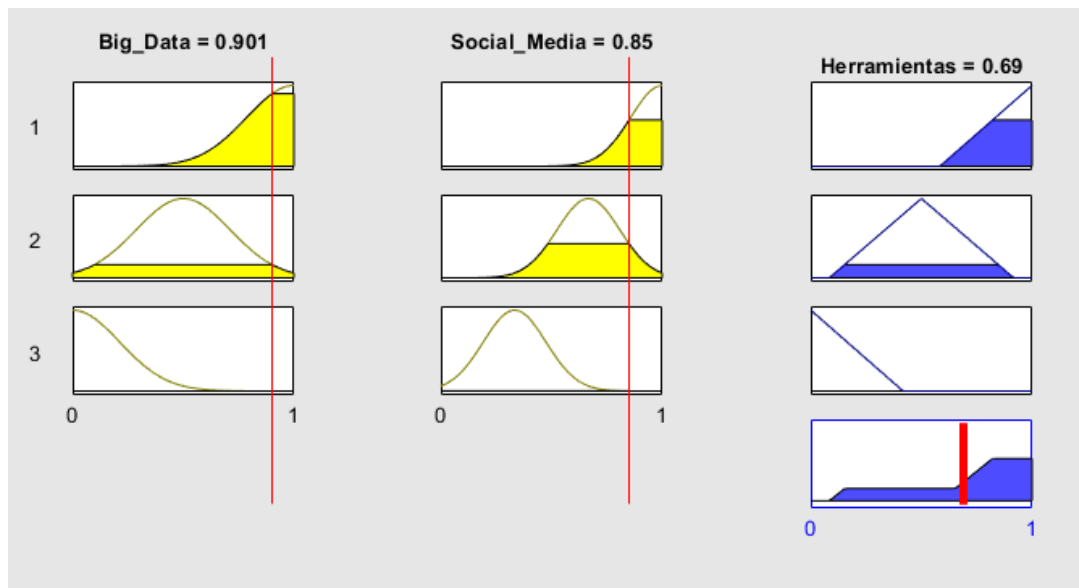 Big_Data = 0.901
Social_Media = 0.85
Herramientas = 0.69
1
2
3
0 1
0 1
0 1